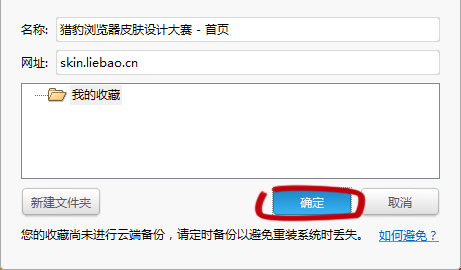 名称: 猎豹浏览器皮肤设计大赛 - 首页
网址: skin.liebao.cn
我的收藏
新建文件夹 确定 取消
您的收藏尚未进行云端备份，请定时备份以避免重装系统时丢失。 如何避免？